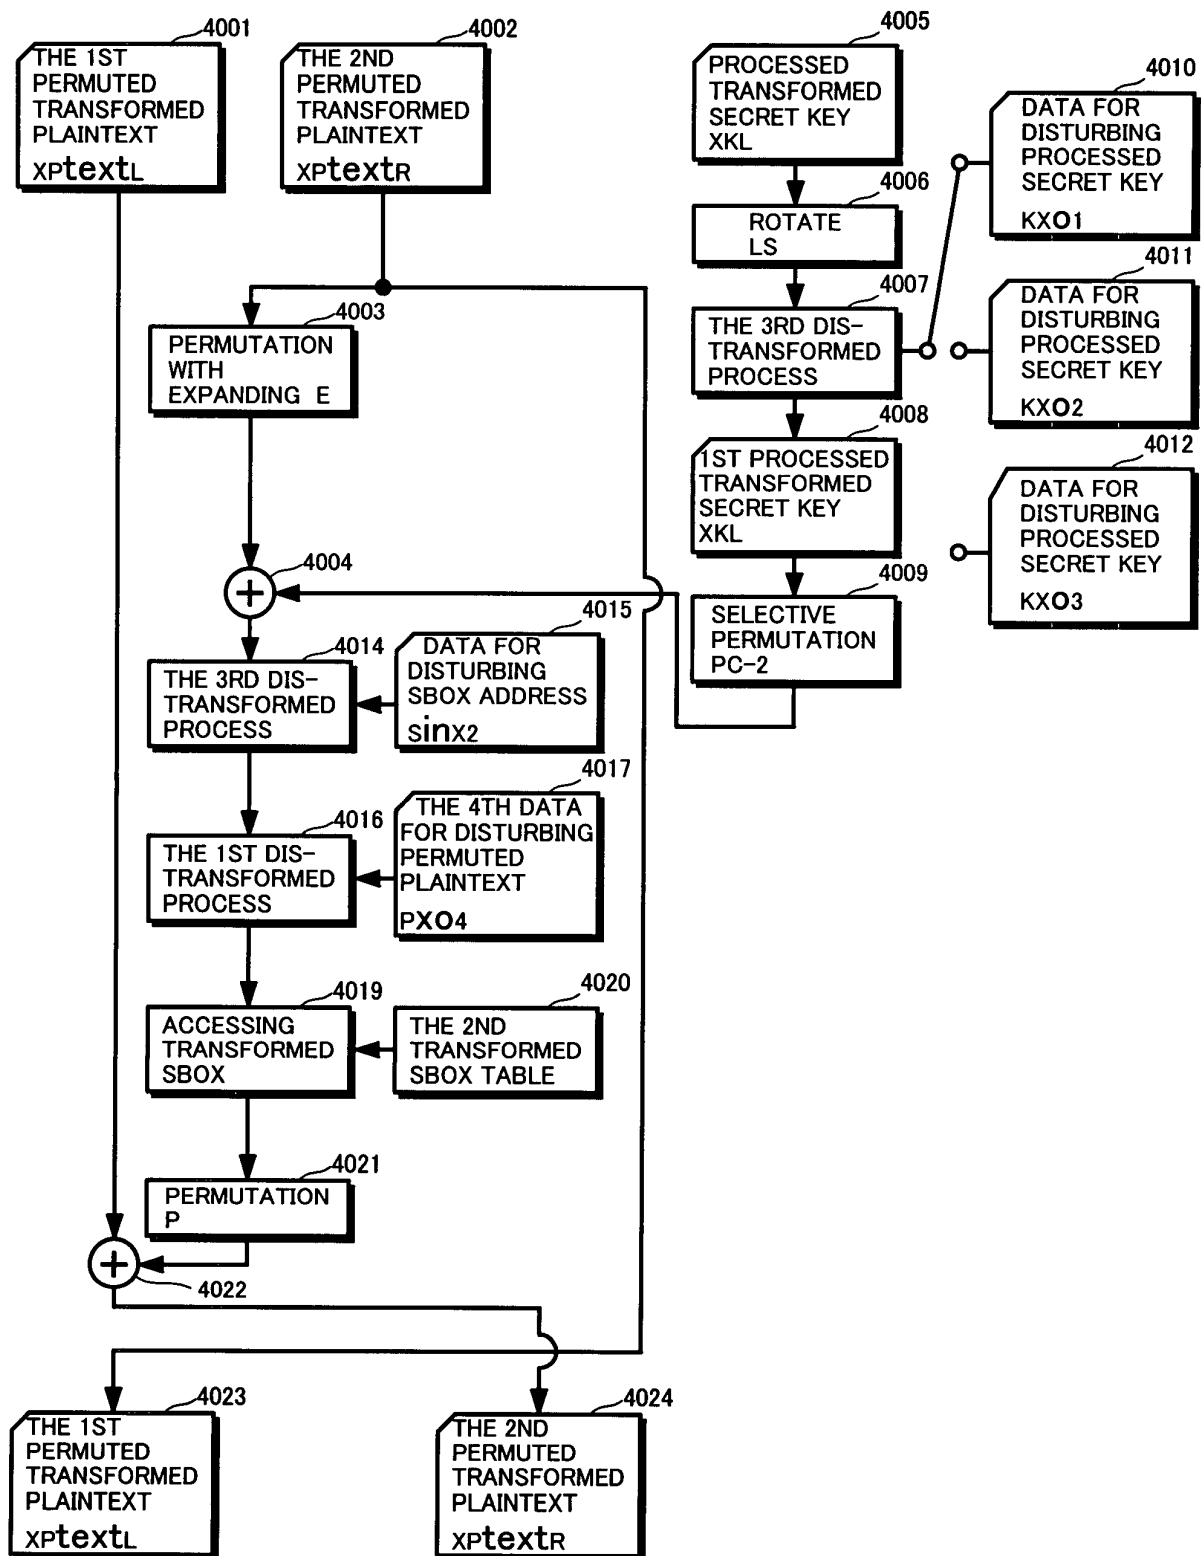 4001
THE 1ST
PERMUTED
TRANSFORMED
PLAINTEXT
XPtextL
4002
THE 2ND
PERMUTED
TRANSFORMED
PLAINTEXT
XPtextR
4005
PROCESSED
TRANSFORMED
SECRET KEY
XKL
4010
DATA FOR
DISTURBING
PROCESSED
SECRET KEY
KXO1
4006
ROTATE
LS
4011
DATA FOR
DISTURBING
PROCESSED
SECRET KEY
KXO2
4007
THE 3RD DIS-
TRANSFORMED
PROCESS
4003
PERMUTATION
WITH
EXPANDING E
4008
1ST PROCESSED
TRANSFORMED
SECRET KEY
XKL
4012
DATA FOR
DISTURBING
PROCESSED
SECRET KEY
KXO3
4004
4009
SELECTIVE
PERMUTATION
PC-2
4014
THE 3RD DIS-
TRANSFORMED
PROCESS
4015
DATA FOR
DISTURBING
SBOX ADDRESS
sinX2
4016
THE 1ST DIS-
TRANSFORMED
PROCESS
4017
THE 4TH DATA
FOR DISTURBING
PERMUTED
PLAINTEXT
PXO4
4019
ACCESSING
TRANSFORMED
SBOX
4020
THE 2ND
TRANSFORMED
SBOX TABLE
4021
PERMUTATION
P
4022
4023
THE 1ST
PERMUTED
TRANSFORMED
PLAINTEXT
XPtextL
4024
THE 2ND
PERMUTED
TRANSFORMED
PLAINTEXT
XPtextR